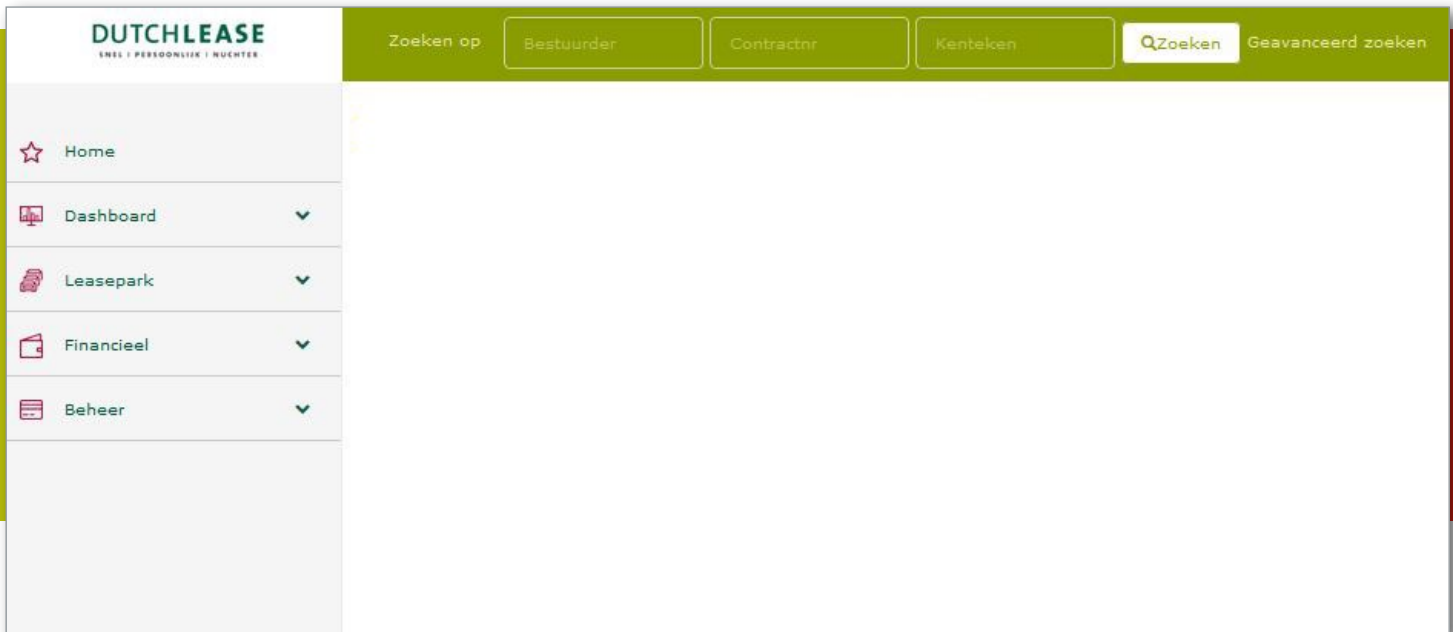 DUTCHLEASE
SNEL | PERSOONLIJK | NUCHTER
Zoeken op Bestuurder Contractnr Kenteken Zoeken Geavanceerd zoeken
Home
Dashboard
Leasepark
Financieel
Beheer